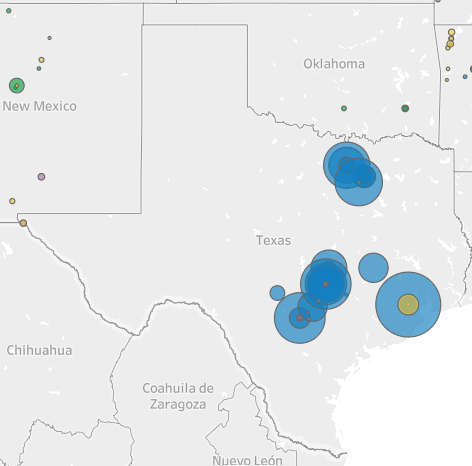 Oklahoma
New Mexico
Texas
Chihuahua
Coahuila de
Zaragoza
Nuevo León